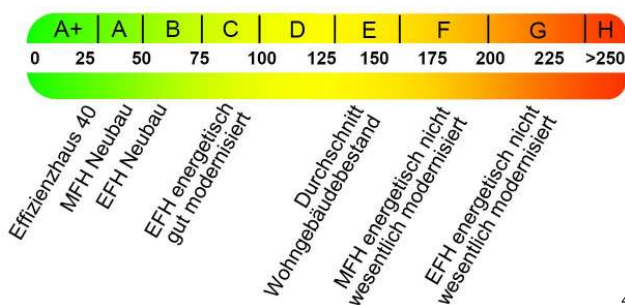 A+ A B C D E F G H
0 25 50 75 100 125 150 175 200 225 >250
Effizienzhaus 40
MFH Neubau
EFH Neubau
EFH energetisch
gut modernisiert
Durchschnitt
Wohngebäudebestand
MFH energetisch nicht
wesentlich modernisiert
EFH energetisch nicht
wesentlich modernisiert